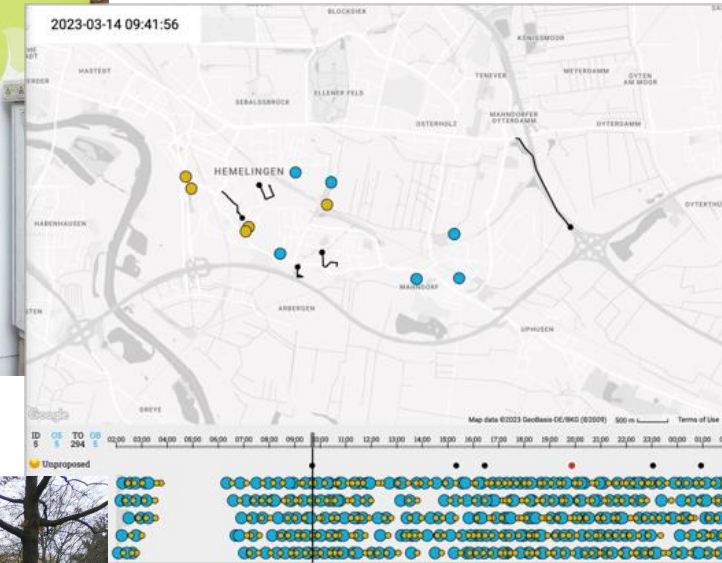 2023-03-14 09:41:56
BLOCKDIEK
KÖNIGSMOOR
HASTEDT
TENEVER
MEYERDAMM
OYTEN
AM MOOR
ELLENER FELD
SEBALDSBRÜCK
MAHNDORFER
OYTERDAMM
OSTERHOLZ
OYTERDAMM
HEMELINGEN
HABENHAUSEN
MAHNDORF
ARBERGEN
UPHUSEN
DREYE
Google
Map data ©2023 GeoBasis-DE/BKG (©2009) 500 m Terms of Use
ID OS TO OB
5 5 294 5
02:00 03:00 04:00 05:00 06:00 07:00 08:00 09:00 10:00 11:00 12:00 13:00 14:00 15:00 16:00 17:00 18:00 19:00 20:00 21:00 22:00 23:00 00:00
Unproposed